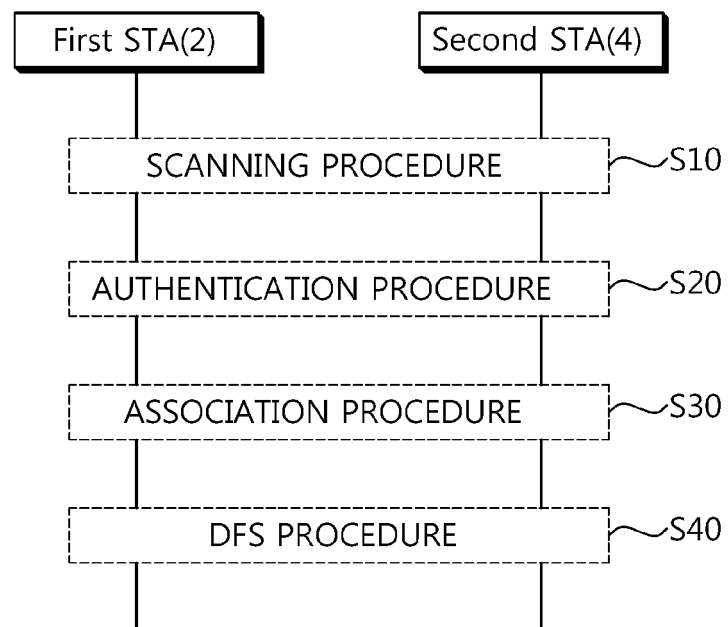 First STA(2)
Second STA(4)
SCANNING PROCEDURE
S10
AUTHENTICATION PROCEDURE
S20
ASSOCIATION PROCEDURE
S30
DFS PROCEDURE
S40